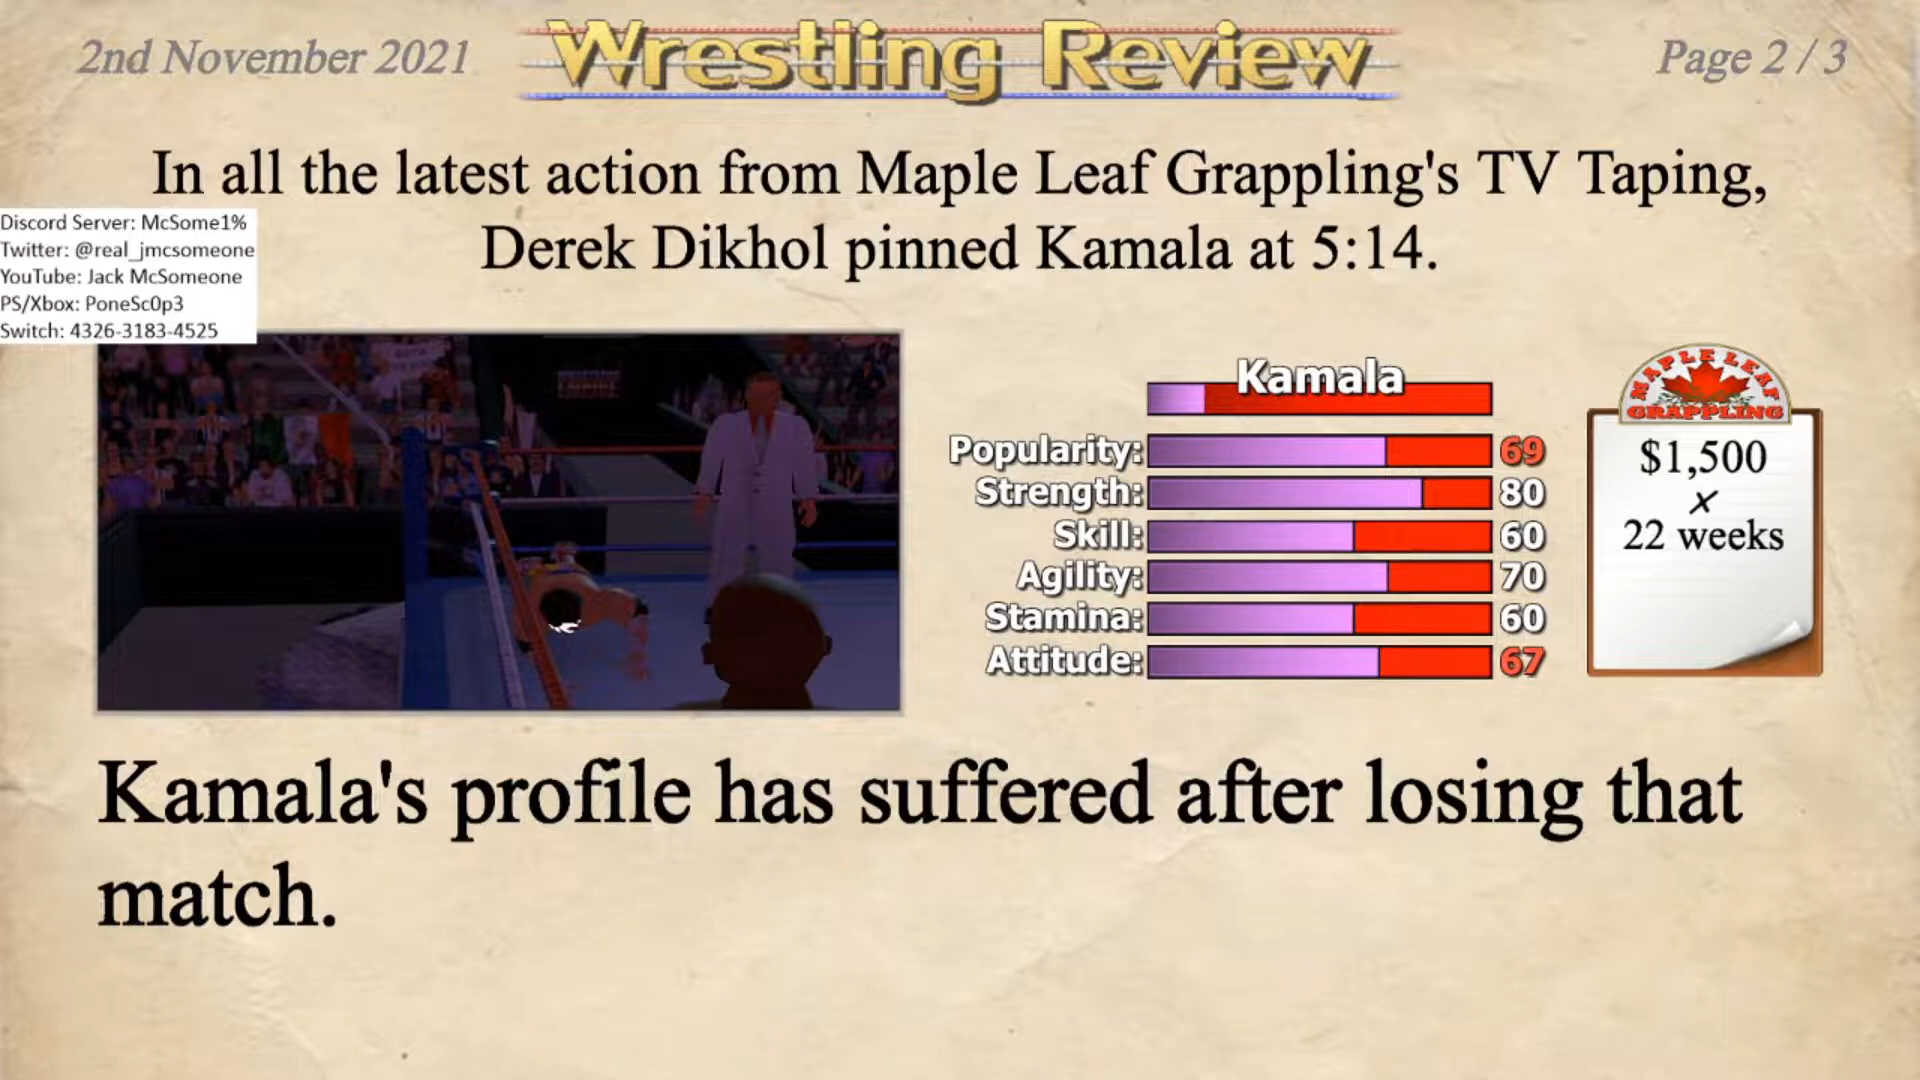 2nd November 2021
Wrestling Review
Page 2 / 3
In all the latest action from Maple Leaf Grappling's TV Taping,
Derek Dikhol pinned Kamala at 5:14.
Discord Server: McSome1%
Twitter: @real_jmcsomeone
YouTube: Jack McSomeone
PS/Xbox: PoneSc0p3
Switch: 4326-3183-4525
Kamala
Popularity: 69
Strength: 80
Skill: 60
Agility: 70
Stamina: 60
Attitude: 67
MAPLE LEAF
GRAPPLING
$1,500
x
22 weeks
Kamala's profile has suffered after losing that
match.